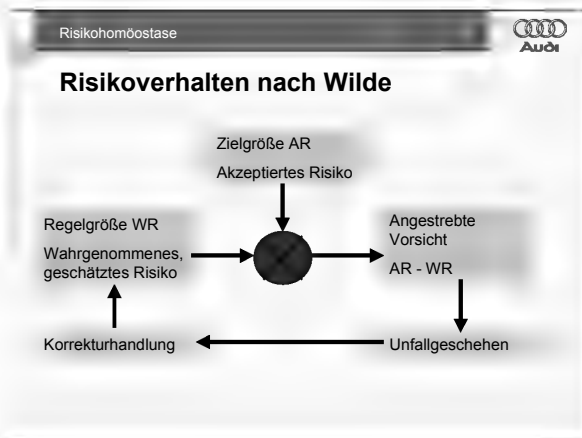 Risikohomöostase
Audi
Risikoverhalten nach Wilde
Zielgröße AR
Akzeptiertes Risiko
Regelgröße WR
Wahrgenommenes,
geschätztes Risiko
Angestrebte
Vorsicht
AR - WR
Korrekturhandlung
Unfallgeschehen